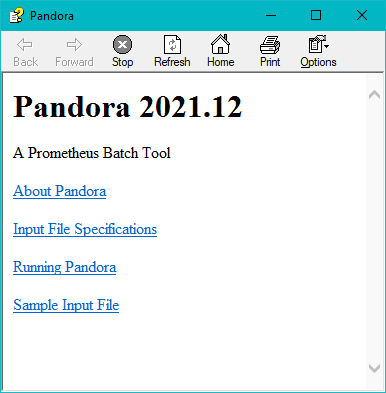 Pandora
Back Forward Stop Refresh Home Print Options
Pandora 2021.12
A Prometheus Batch Tool
About Pandora
Input File Specifications
Running Pandora
Sample Input File